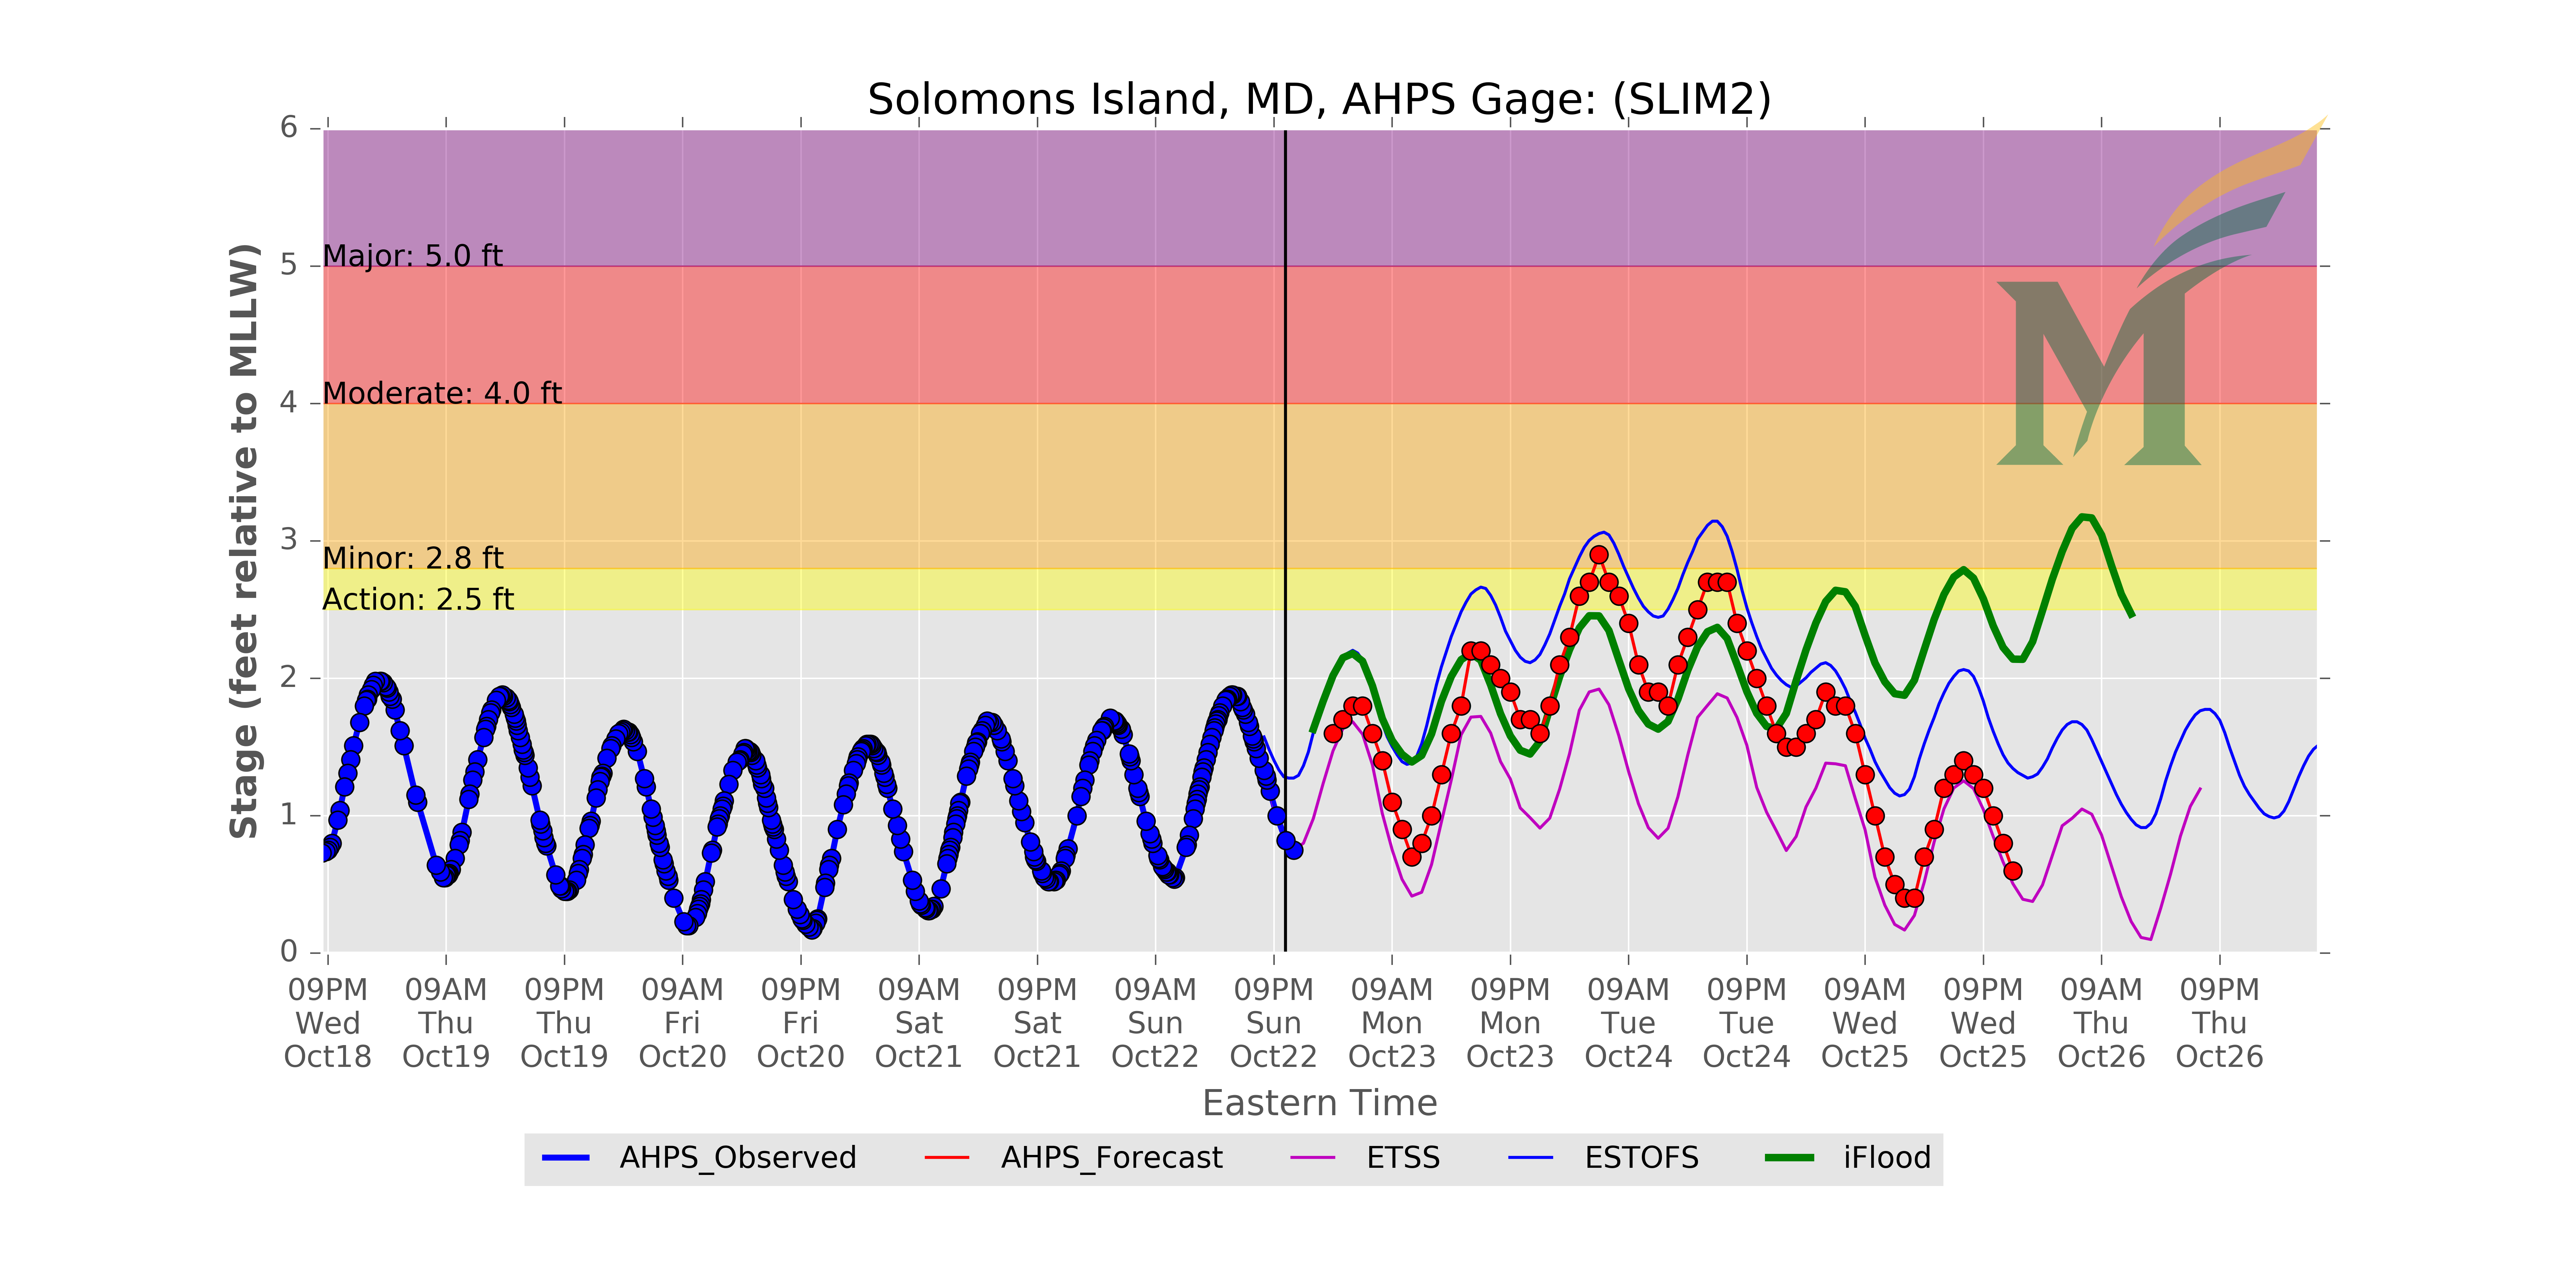 Solomons Island, MD, AHPS Gage: (SLIM2)
Stage (feet relative to MLLW)
6
5
4
3
2
1
0
Major: 5.0 ft
Moderate: 4.0 ft
Minor: 2.8 ft
Action: 2.5 ft
M
09PM 09AM 09PM 09AM 09PM 09AM 09PM 09AM 09PM 09AM 09PM 09AM 09PM 09AM 09PM 09AM 09PM
Wed Thu Thu Fri Fri Sat Sat Sun Sun Mon Mon Tue Tue Wed Wed Thu Thu
Oct18 Oct19 Oct19 Oct20 Oct20 Oct21 Oct21 Oct22 Oct22 Oct23 Oct23 Oct24 Oct24 Oct25 Oct25 Oct26 Oct26
Eastern Time
AHPS_Observed AHPS_Forecast ETSS ESTOFS iFlood